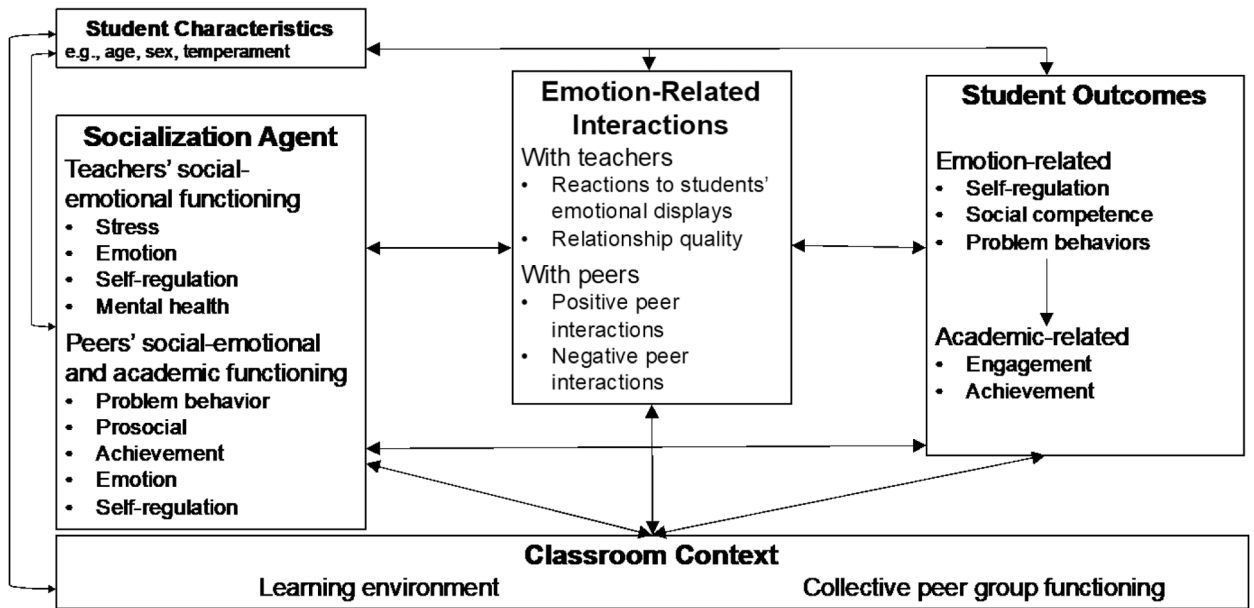 Student Characteristics
e.g., age, sex, temperament
Socialization Agent
Teachers' social-
emotional functioning
• Stress
• Emotion
• Self-regulation
• Mental health
Peers' social-emotional
and academic functioning
• Problem behavior
• Prosocial
• Achievement
• Emotion
• Self-regulation
Emotion-Related
Interactions
With teachers
• Reactions to students'
emotional displays
• Relationship quality
With peers
• Positive peer
interactions
• Negative peer
interactions
Student Outcomes
Emotion-related
• Self-regulation
• Social competence
• Problem behaviors
Academic-related
• Engagement
• Achievement
Classroom Context
Learning environment
Collective peer group functioning